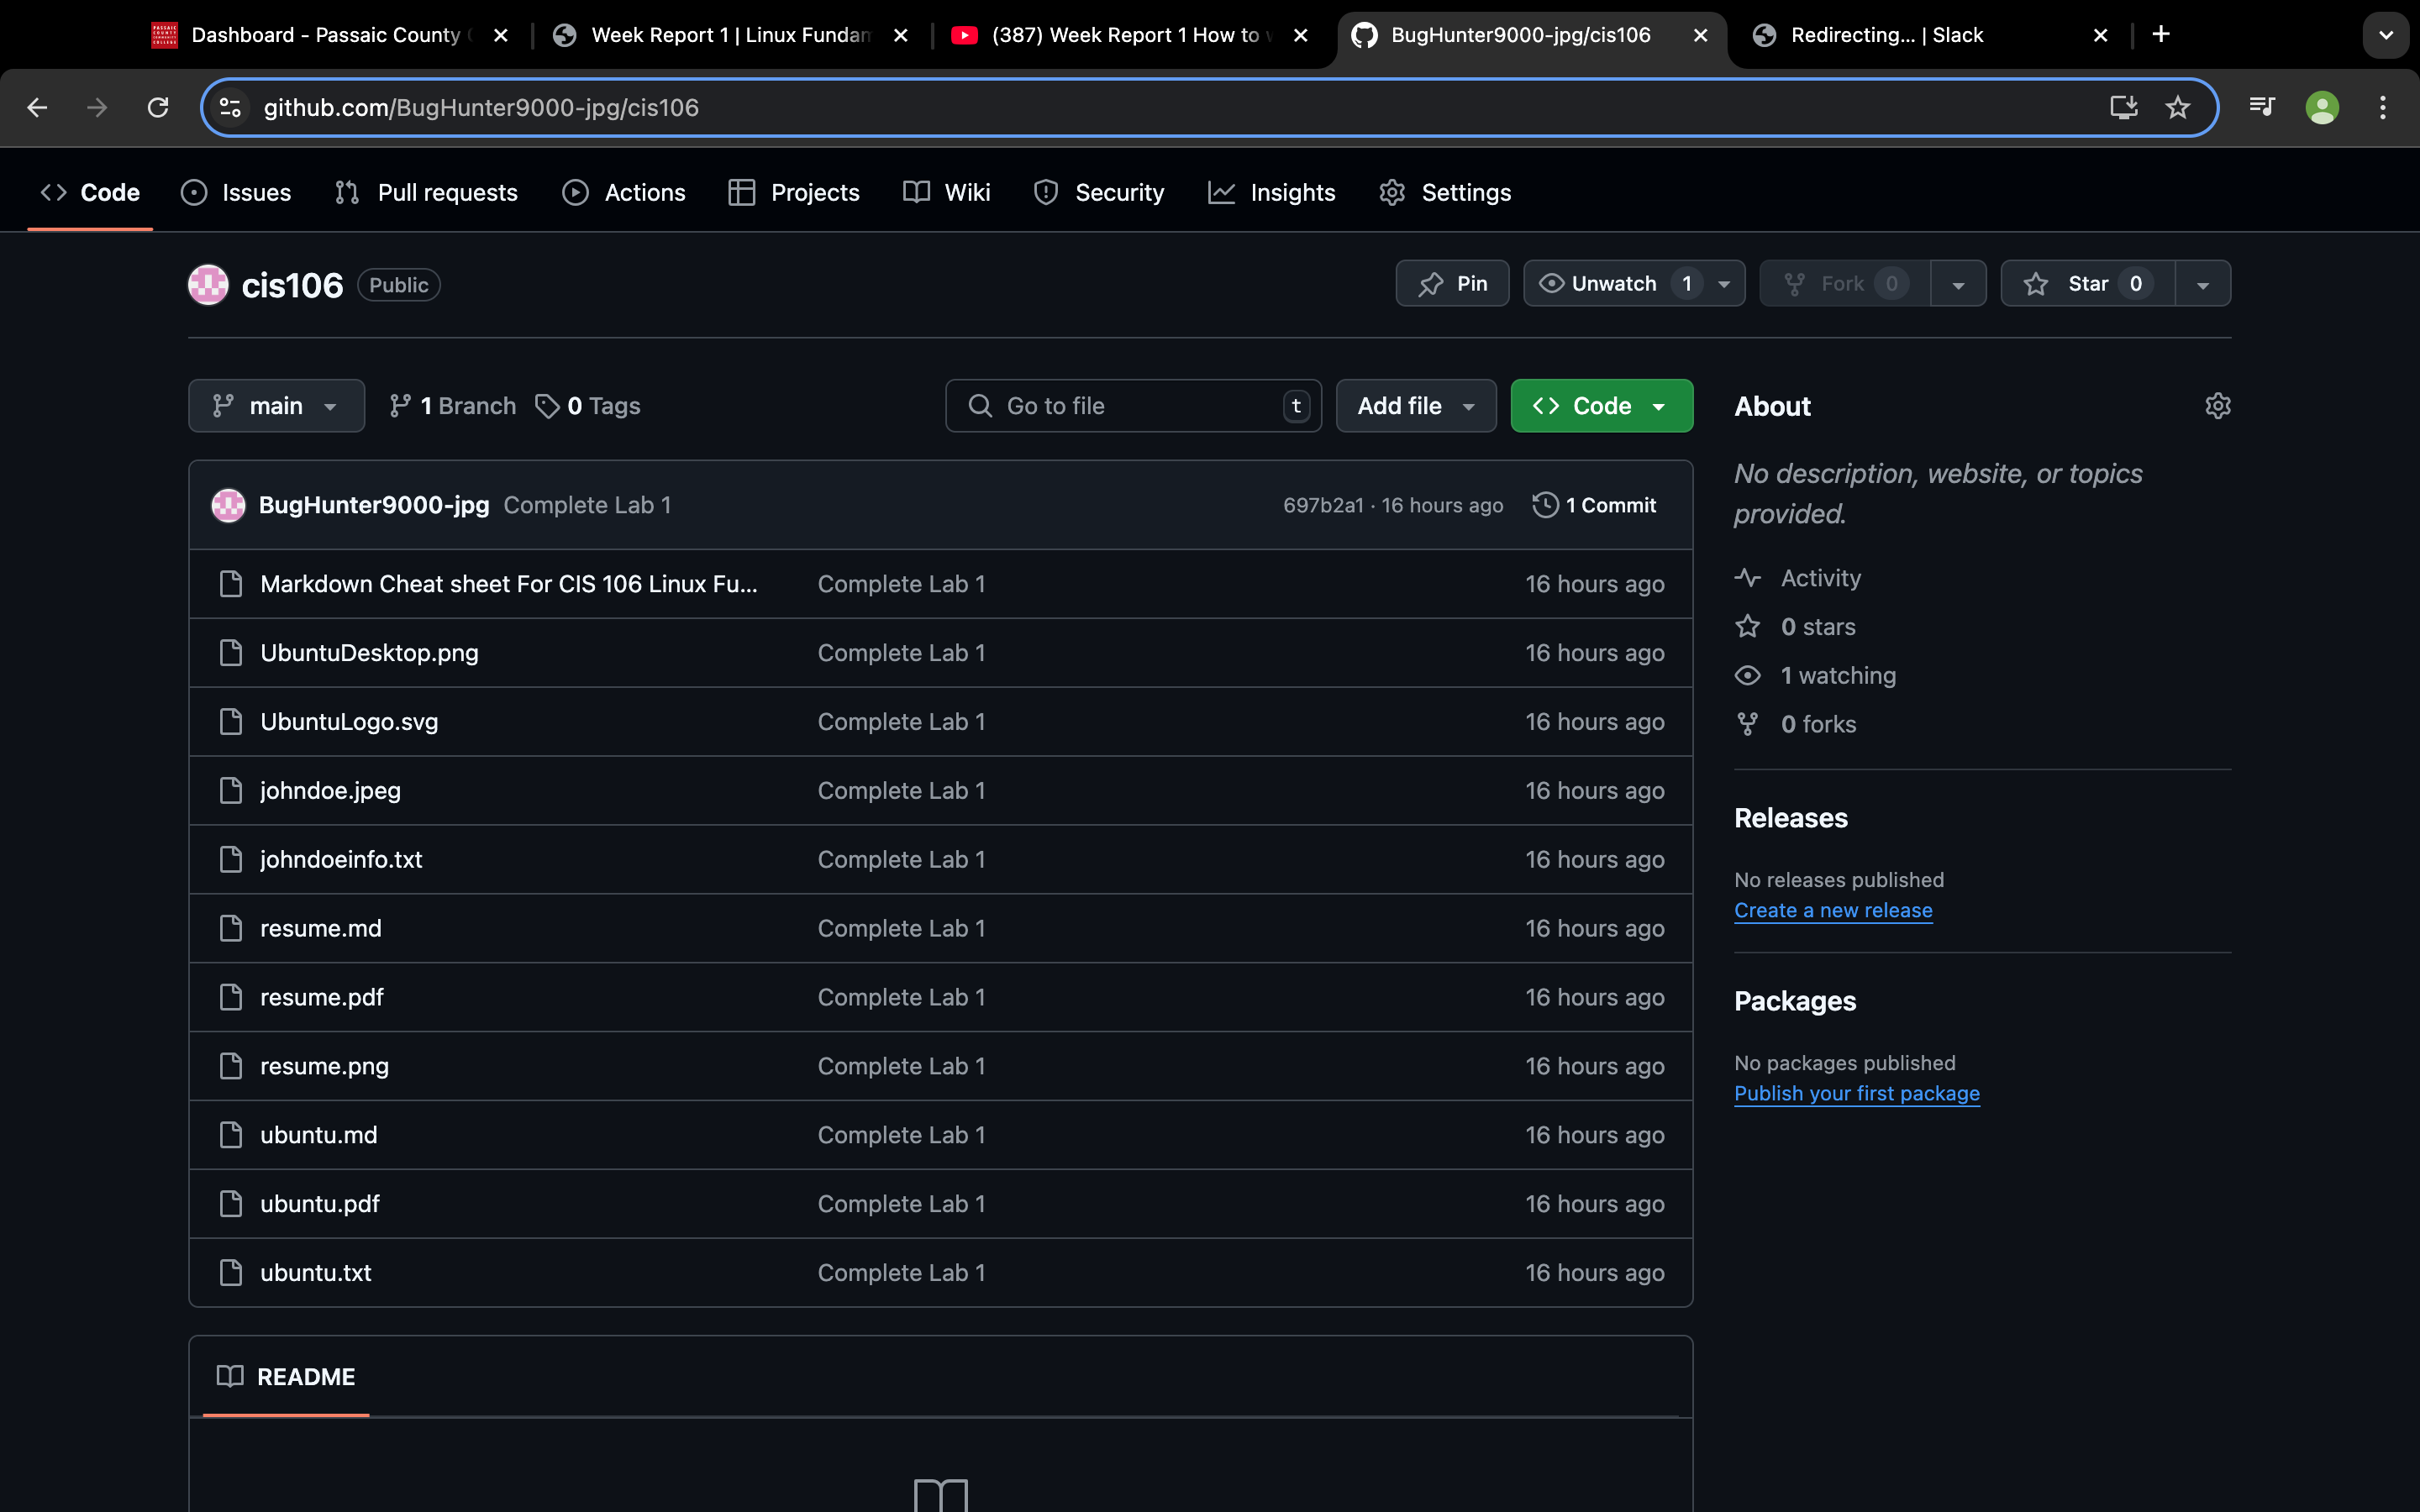 Dashboard - Passaic County
Week Report 1 | Linux Fundam
(387) Week Report 1 How to
BugHunter9000-jpg/cis106
Redirecting... | Slack
github.com/BugHunter9000-jpg/cis106
Code
Issues
Pull requests
Actions
Projects
Wiki
Security
Insights
Settings
cis106
Public
Pin
Unwatch 1
Fork 0
Star 0
main
1 Branch
0 Tags
Go to file
t
Add file
Code
BugHunter9000-jpg Complete Lab 1 697b2a1 · 16 hours ago 1 Commit
Markdown Cheat sheet For CIS 106 Linux Fu... Complete Lab 1 16 hours ago
UbuntuDesktop.png Complete Lab 1 16 hours ago
UbuntuLogo.svg Complete Lab 1 16 hours ago
johndoe.jpeg Complete Lab 1 16 hours ago
johndoeinfo.txt Complete Lab 1 16 hours ago
resume.md Complete Lab 1 16 hours ago
resume.pdf Complete Lab 1 16 hours ago
resume.png Complete Lab 1 16 hours ago
ubuntu.md Complete Lab 1 16 hours ago
ubuntu.pdf Complete Lab 1 16 hours ago
ubuntu.txt Complete Lab 1 16 hours ago
README
About
No description, website, or topics
provided.
Activity
0 stars
1 watching
0 forks
Releases
No releases published
Create a new release
Packages
No packages published
Publish your first package